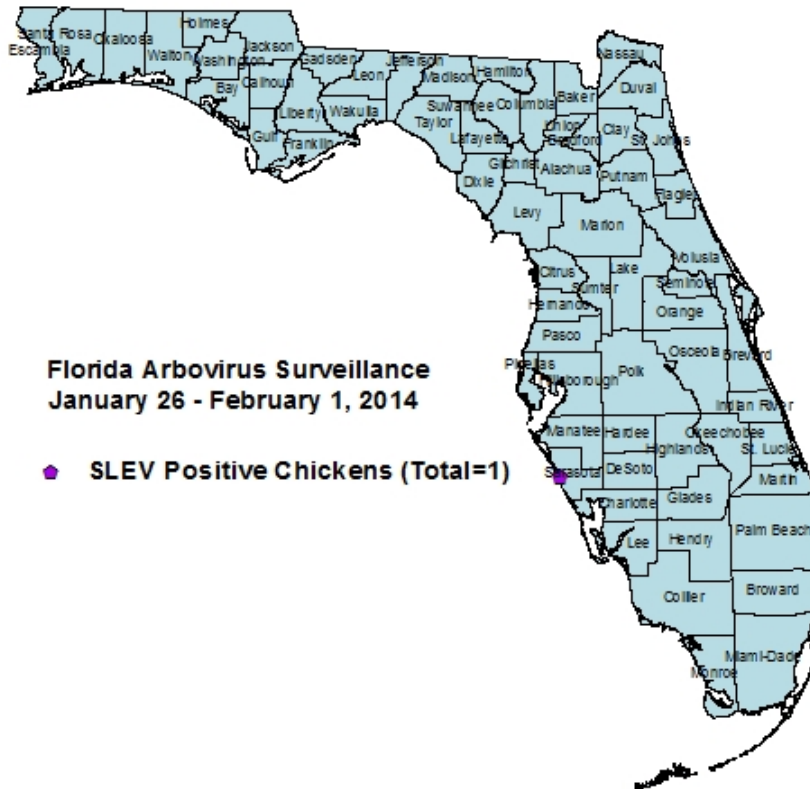 Holmes
Santa Rosa
Escambia
Okaloosa
Walton
Washington
Jackson
Bay
Calhoun
Gulf
Gadsden
Liberty
Franklin
Leon
Wakulla
Jefferson
Madison
Taylor
Hamilton
Suwannee
Lafayette
Columbia
Baker
Union
Bradford
Nassau
Duval
Clay
St. Johns
Gilchrist
Dixie
Alachua
Putnam
Flagler
Levy
Marion
Volusia
Citrus
Sumter
Lake
Seminole
Hernando
Orange
Pasco
Pinellas
Hillsborough
Polk
Osceola
Brevard
Florida Arbovirus Surveillance
January 26 - February 1, 2014
Indian River
Manatee
Hardee
Highlands
Okeechobee
St. Lucie
SLEV Positive Chickens (Total=1)
Sarasota
DeSoto
Martin
Charlotte
Glades
Lee
Hendry
Palm Beach
Collier
Broward
Monroe
Miami-Dade